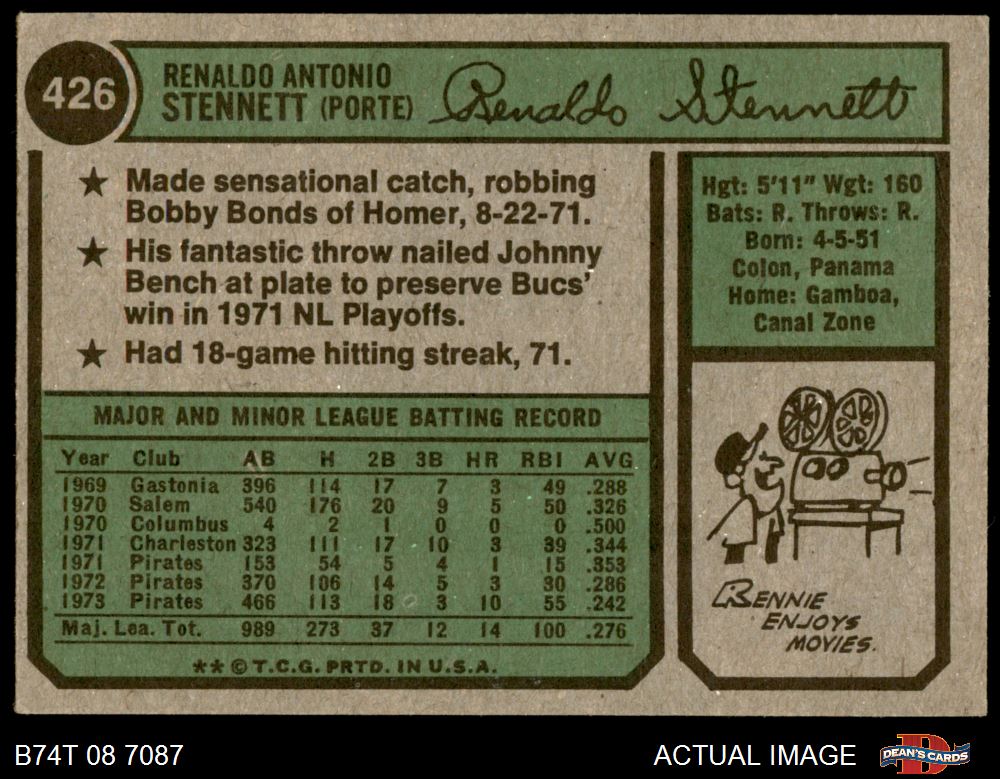 426
RENALDO ANTONIO
STENNETT (PORTE)
Renaldo Stennett
★ Made sensational catch, robbing
Bobby Bonds of Homer, 8-22-71.
★ His fantastic throw nailed Johnny
Bench at plate to preserve Bucs'
win in 1971 NL Playoffs.
★ Had 18-game hitting streak, 71.
Hgt: 5'11" Wgt: 160
Bats: R. Throws: R.
Born: 4-5-51
Colon, Panama
Home: Gamboa,
Canal Zone
MAJOR AND MINOR LEAGUE BATTING RECORD
Year Club AB H 2B 3B HR RBI AVG
1969 Gastonia 396 114 17 7 3 49 .288
1970 Salem 540 176 20 9 5 50 .326
1970 Columbus 4 2 1 0 0 0 .500
1971 Charleston 323 111 17 10 3 39 .344
1971 Pirates 153 54 5 4 1 15 .353
1972 Pirates 370 106 14 5 3 30 .286
1973 Pirates 466 113 18 3 10 55 .242
Maj. Lea. Tot. 989 273 37 12 14 100 .276
★★ © T.C.G. PRTD. IN U.S.A.
RENNIE
ENJOYS
MOVIES.
B74T 08 7087
ACTUAL IMAGE
DEAN'S CARDS